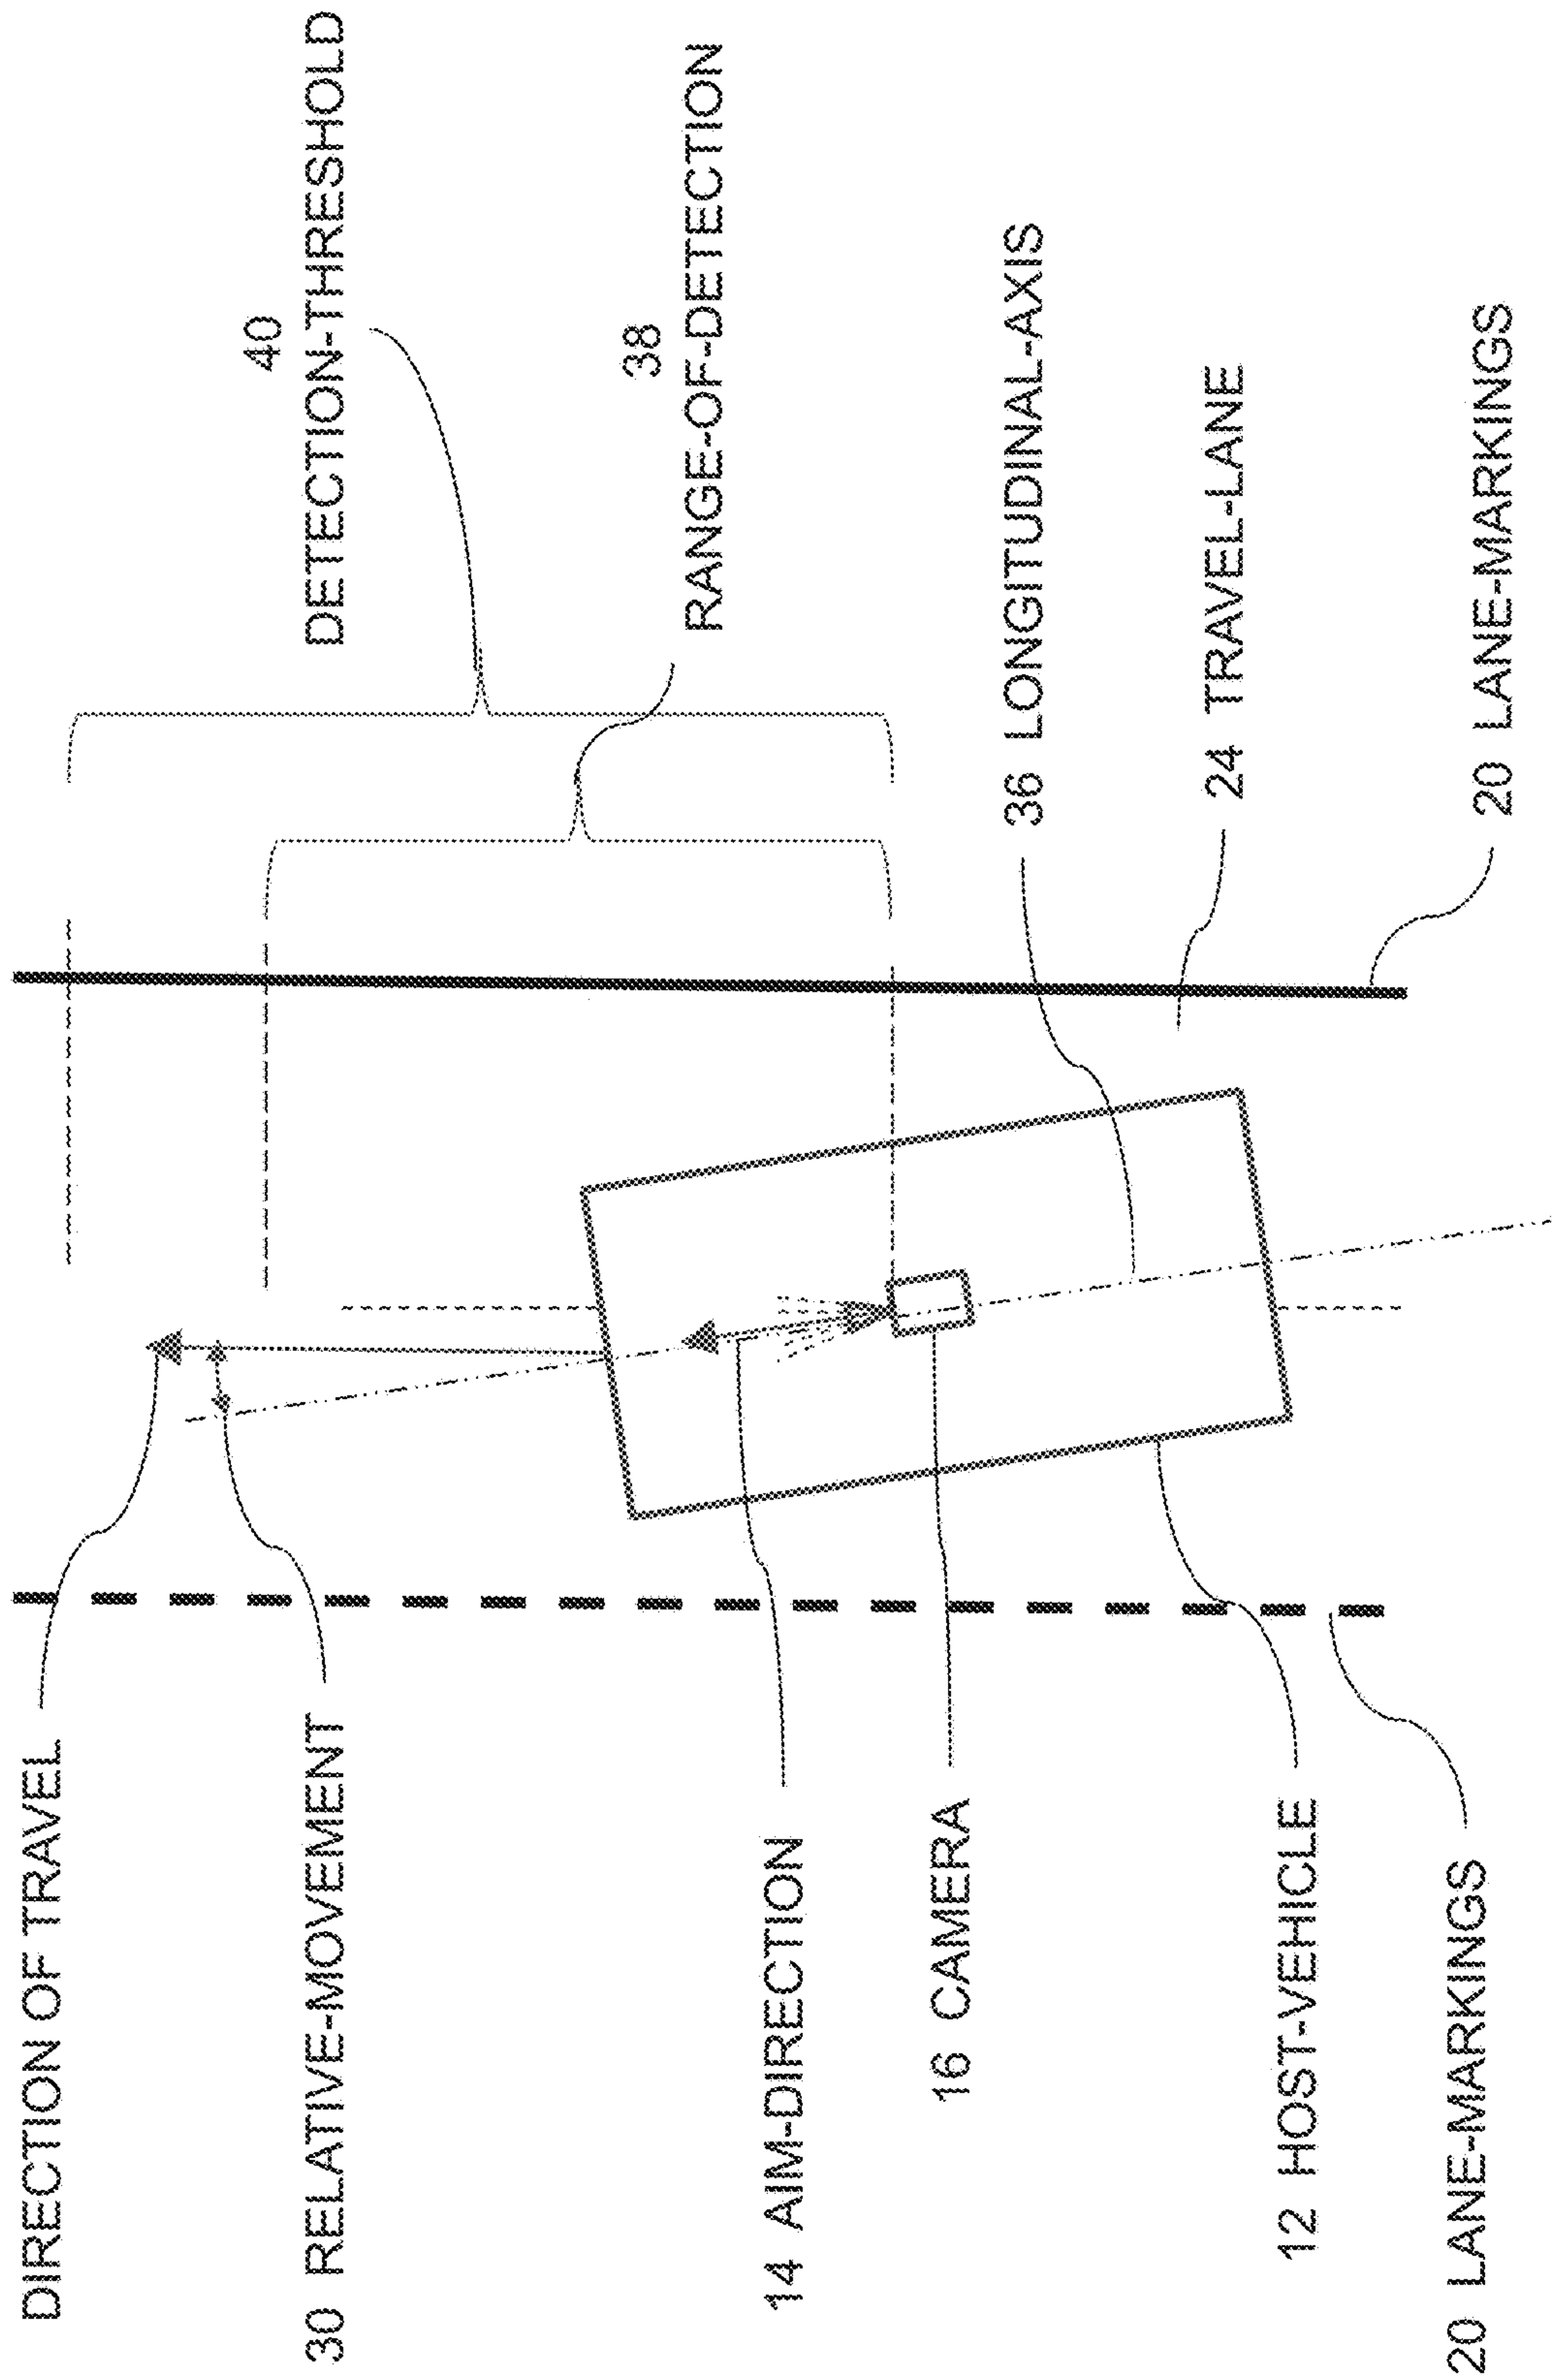 DIRECTION OF TRAVEL
30 RELATIVE-MOVEMENT
14 AIM-DIRECTION
16 CAMERA
12 HOST-VEHICLE
20 LANE-MARKINGS
40
DETECTION-THRESHOLD
38
RANGE-OF-DETECTION
36 LONGITUDINAL-AXIS
24 TRAVEL-LANE
20 LANE-MARKINGS